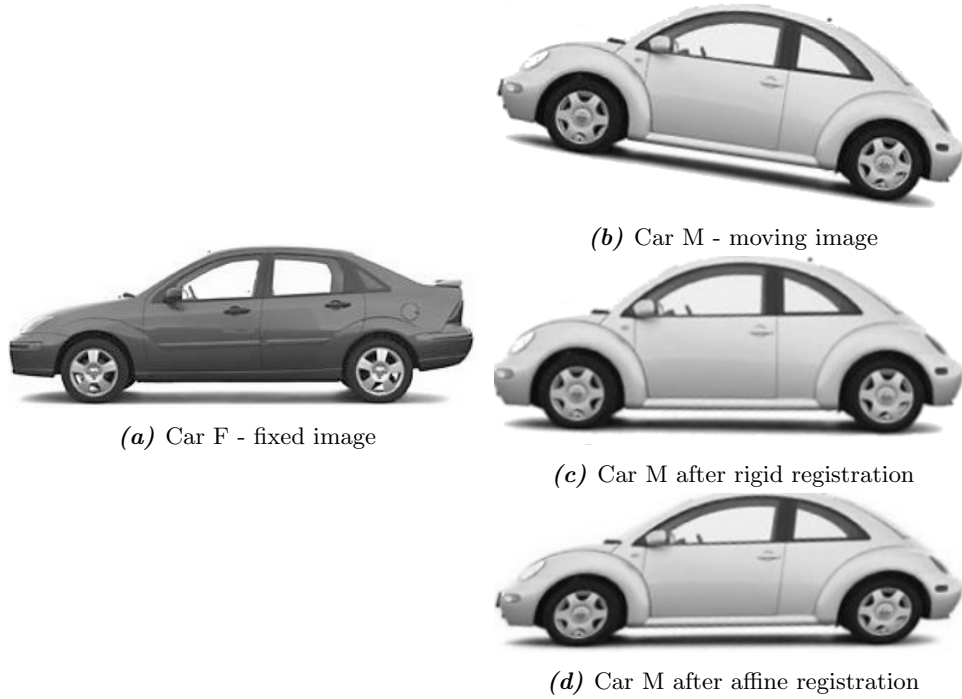 (b) Car M - moving image
(a) Car F - fixed image
(c) Car M after rigid registration
(d) Car M after affine registration